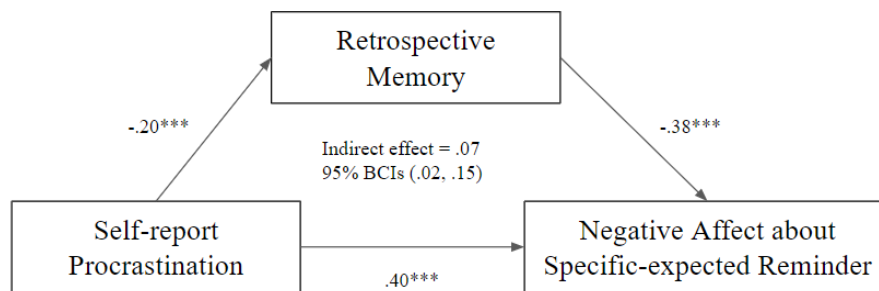 Retrospective
Memory
-.20***
-.38***
Indirect effect = .07
95% BCIs (.02, .15)
Self-report
Procrastination
.40***
Negative Affect about
Specific-expected Reminder